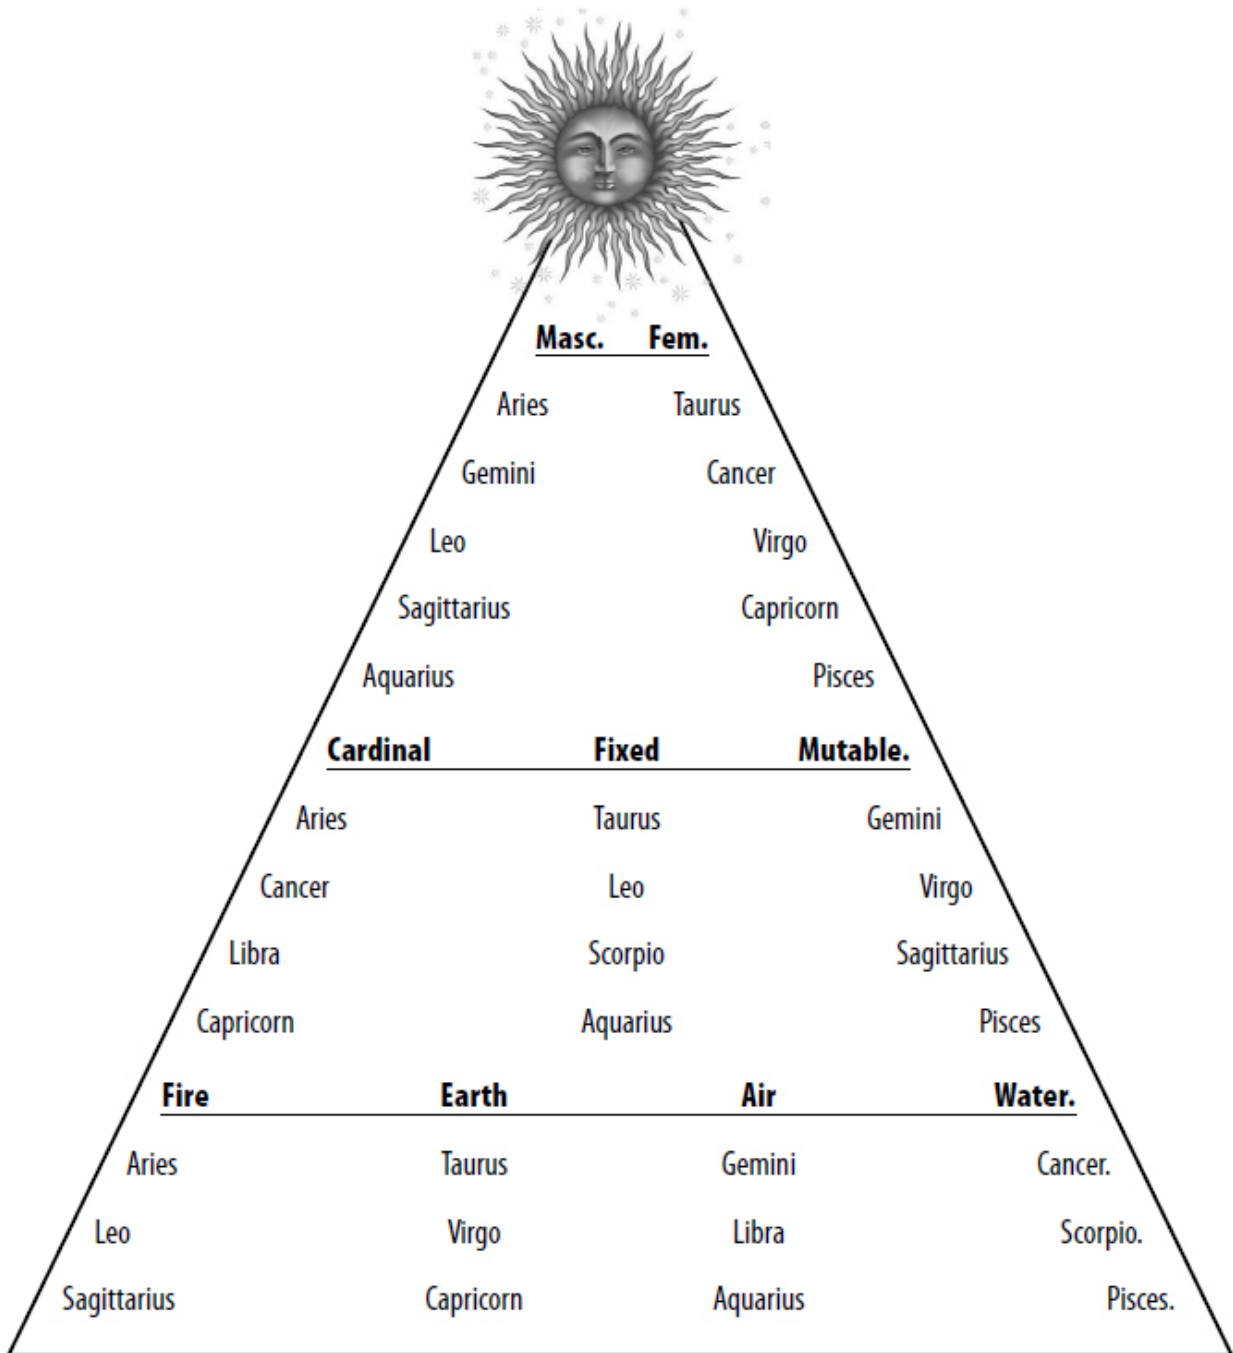 Masc. Fem.
Aries Taurus
Gemini Cancer
Leo Virgo
Sagittarius Capricorn
Aquarius Pisces
Cardinal Fixed Mutable.
Aries Taurus Gemini
Cancer Leo Virgo
Libra Scorpio Sagittarius
Capricorn Aquarius Pisces
Fire Earth Air Water.
Aries Taurus Gemini Cancer.
Leo Virgo Libra Scorpio.
Sagittarius Capricorn Aquarius Pisces.